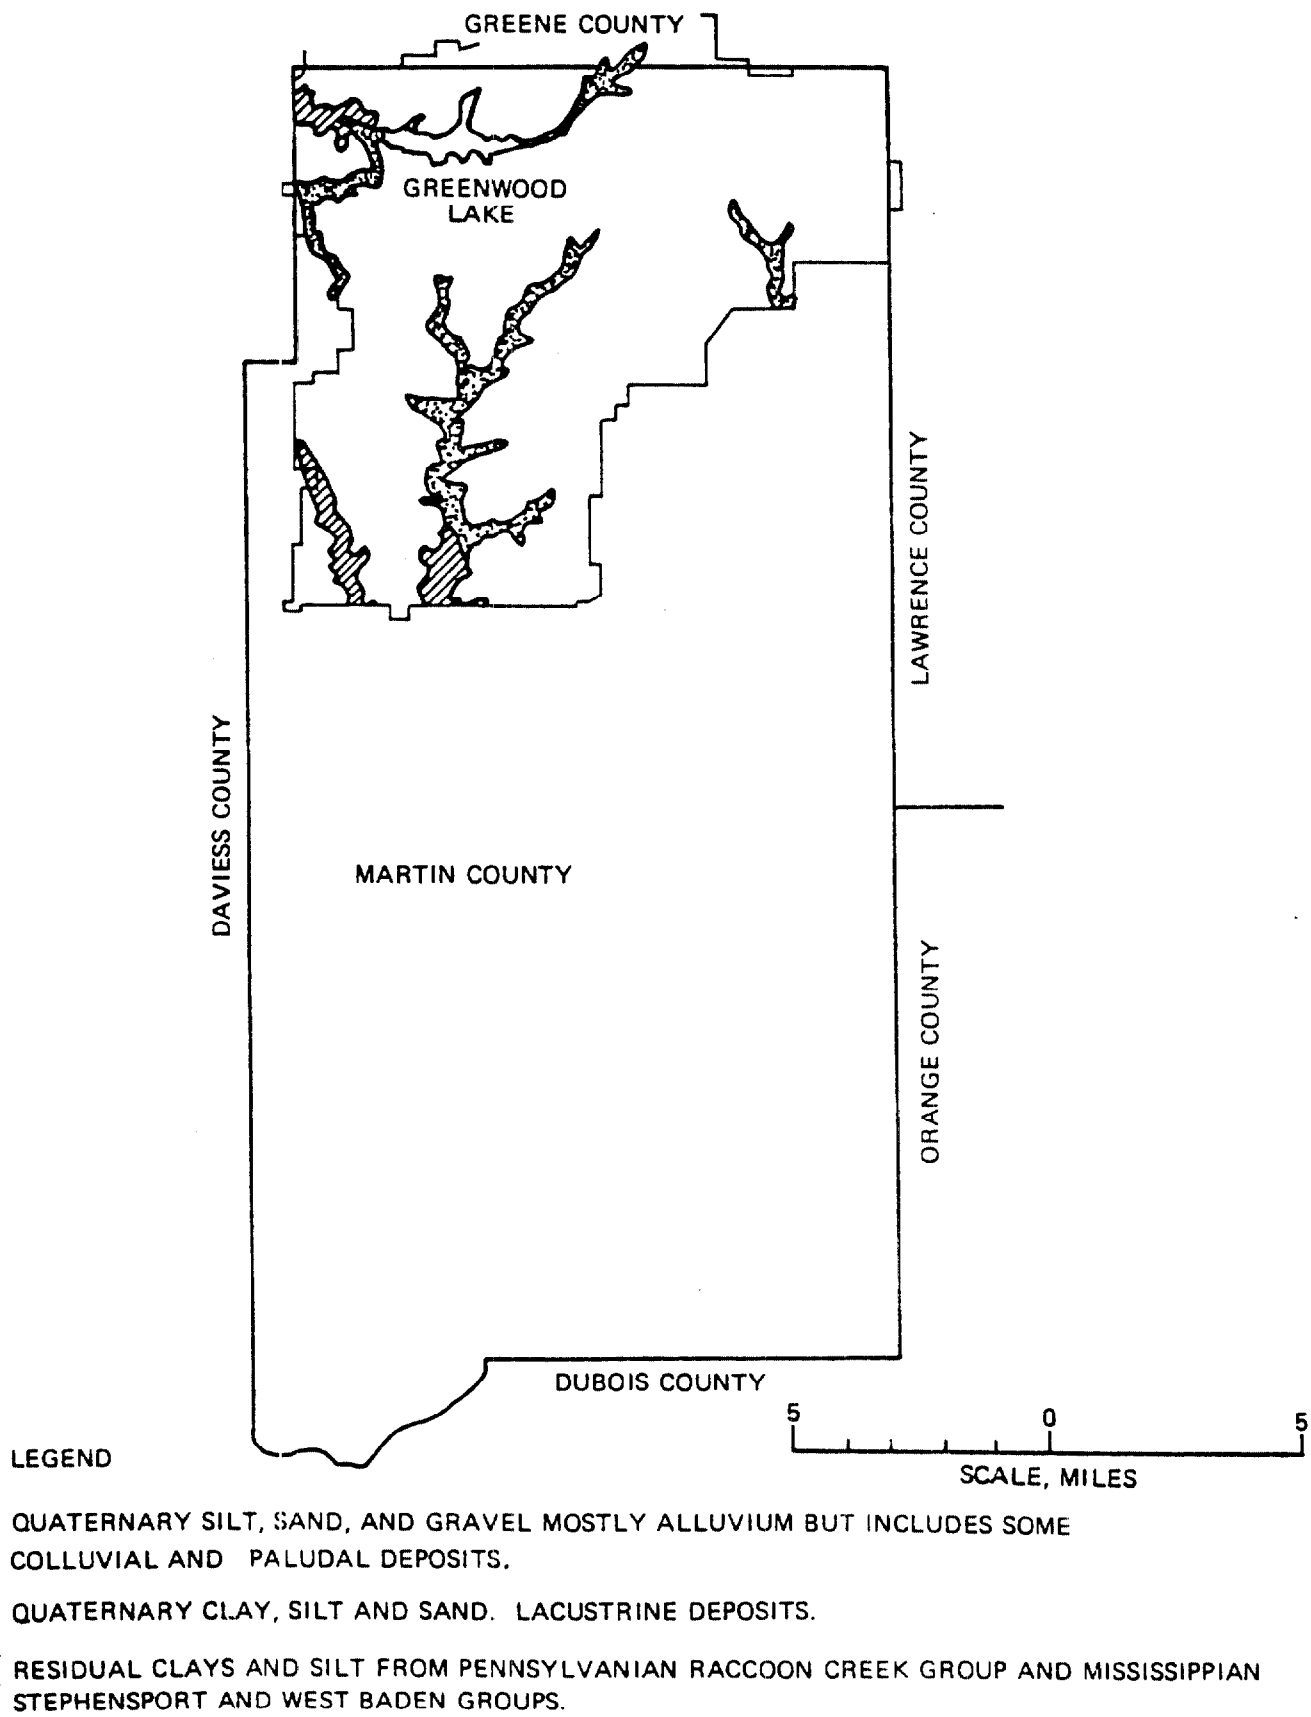 GREENE COUNTY
GREENWOOD
LAKE
LAWRENCE COUNTY
DAVIESS COUNTY
MARTIN COUNTY
ORANGE COUNTY
DUBOIS COUNTY
5 0 5
SCALE, MILES
LEGEND
QUATERNARY SILT, SAND, AND GRAVEL MOSTLY ALLUVIUM BUT INCLUDES SOME
COLLUVIAL AND PALUDAL DEPOSITS.
QUATERNARY CLAY, SILT AND SAND. LACUSTRINE DEPOSITS.
RESIDUAL CLAYS AND SILT FROM PENNSYLVANIAN RACCOON CREEK GROUP AND MISSISSIPPIAN
STEPHENSPORT AND WEST BADEN GROUPS.